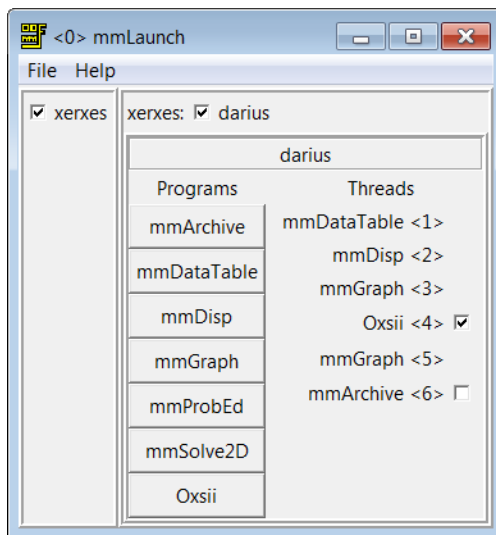 <0> mmLaunch
File Help
xerxes
xerxes: darius
darius
Programs
Threads
mmArchive
mmDataTable
mmDisp
mmGraph
mmProbEd
mmSolve2D
Oxsii
mmDataTable <1>
mmDisp <2>
mmGraph <3>
Oxsii <4>
mmGraph <5>
mmArchive <6>